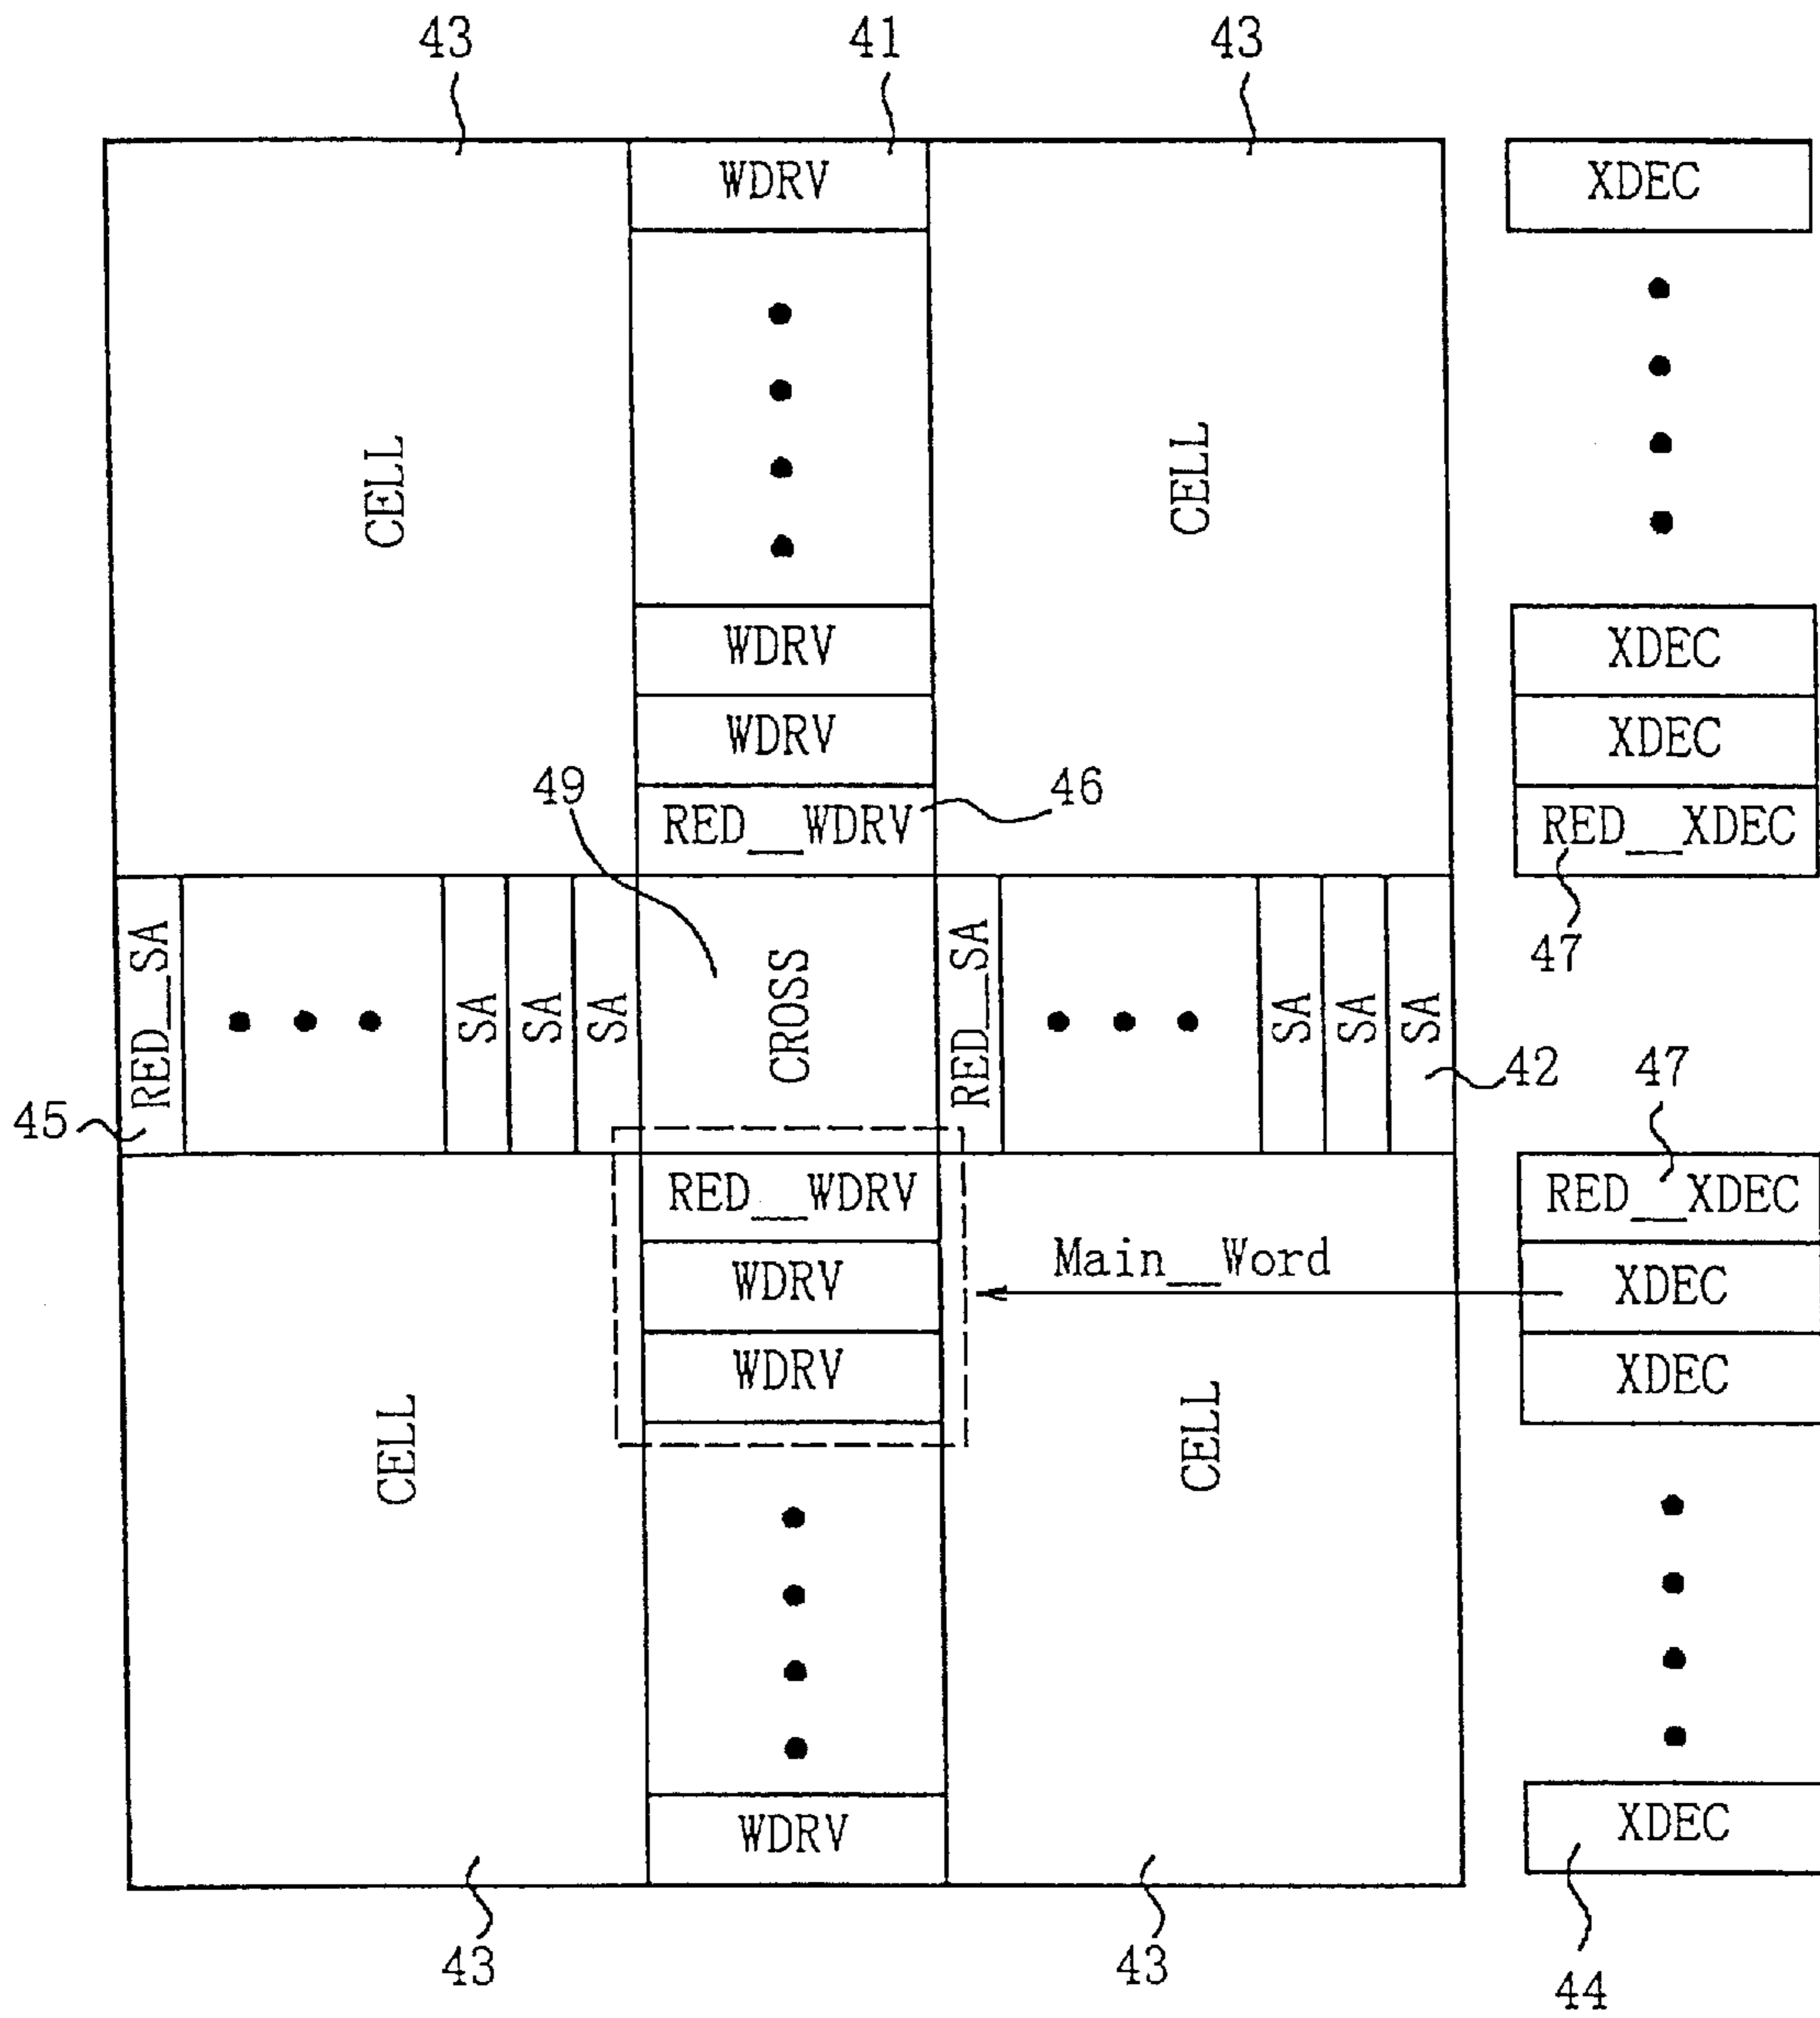 43
41
43
WDRV
XDEC
CELL
CELL
WDRV
XDEC
WDRV
XDEC
49
46
RED__WDRV
RED__XDEC
47
RED__SA
SA
SA
SA
CROSS
RED__SA
SA
SA
SA
45
42
47
RED__WDRV
RED__XDEC
WDRV
Main__Word
XDEC
WDRV
XDEC
CELL
CELL
WDRV
XDEC
43
43
44